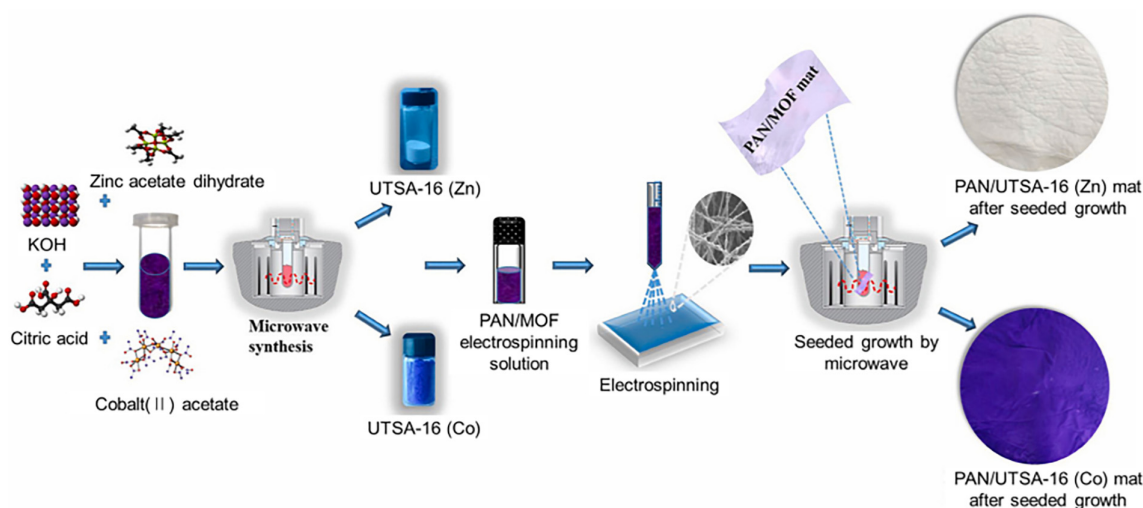 Zinc acetate dihydrate
+
KOH
+
Citric acid
+
Cobalt(Ⅱ) acetate
Microwave
synthesis
UTSA-16 (Zn)
UTSA-16 (Co)
PAN/MOF
electrospinning
solution
Electrospinning
PAN/MOF mat
Seeded growth by
microwave
PAN/UTSA-16 (Zn) mat
after seeded growth
PAN/UTSA-16 (Co) mat
after seeded growth